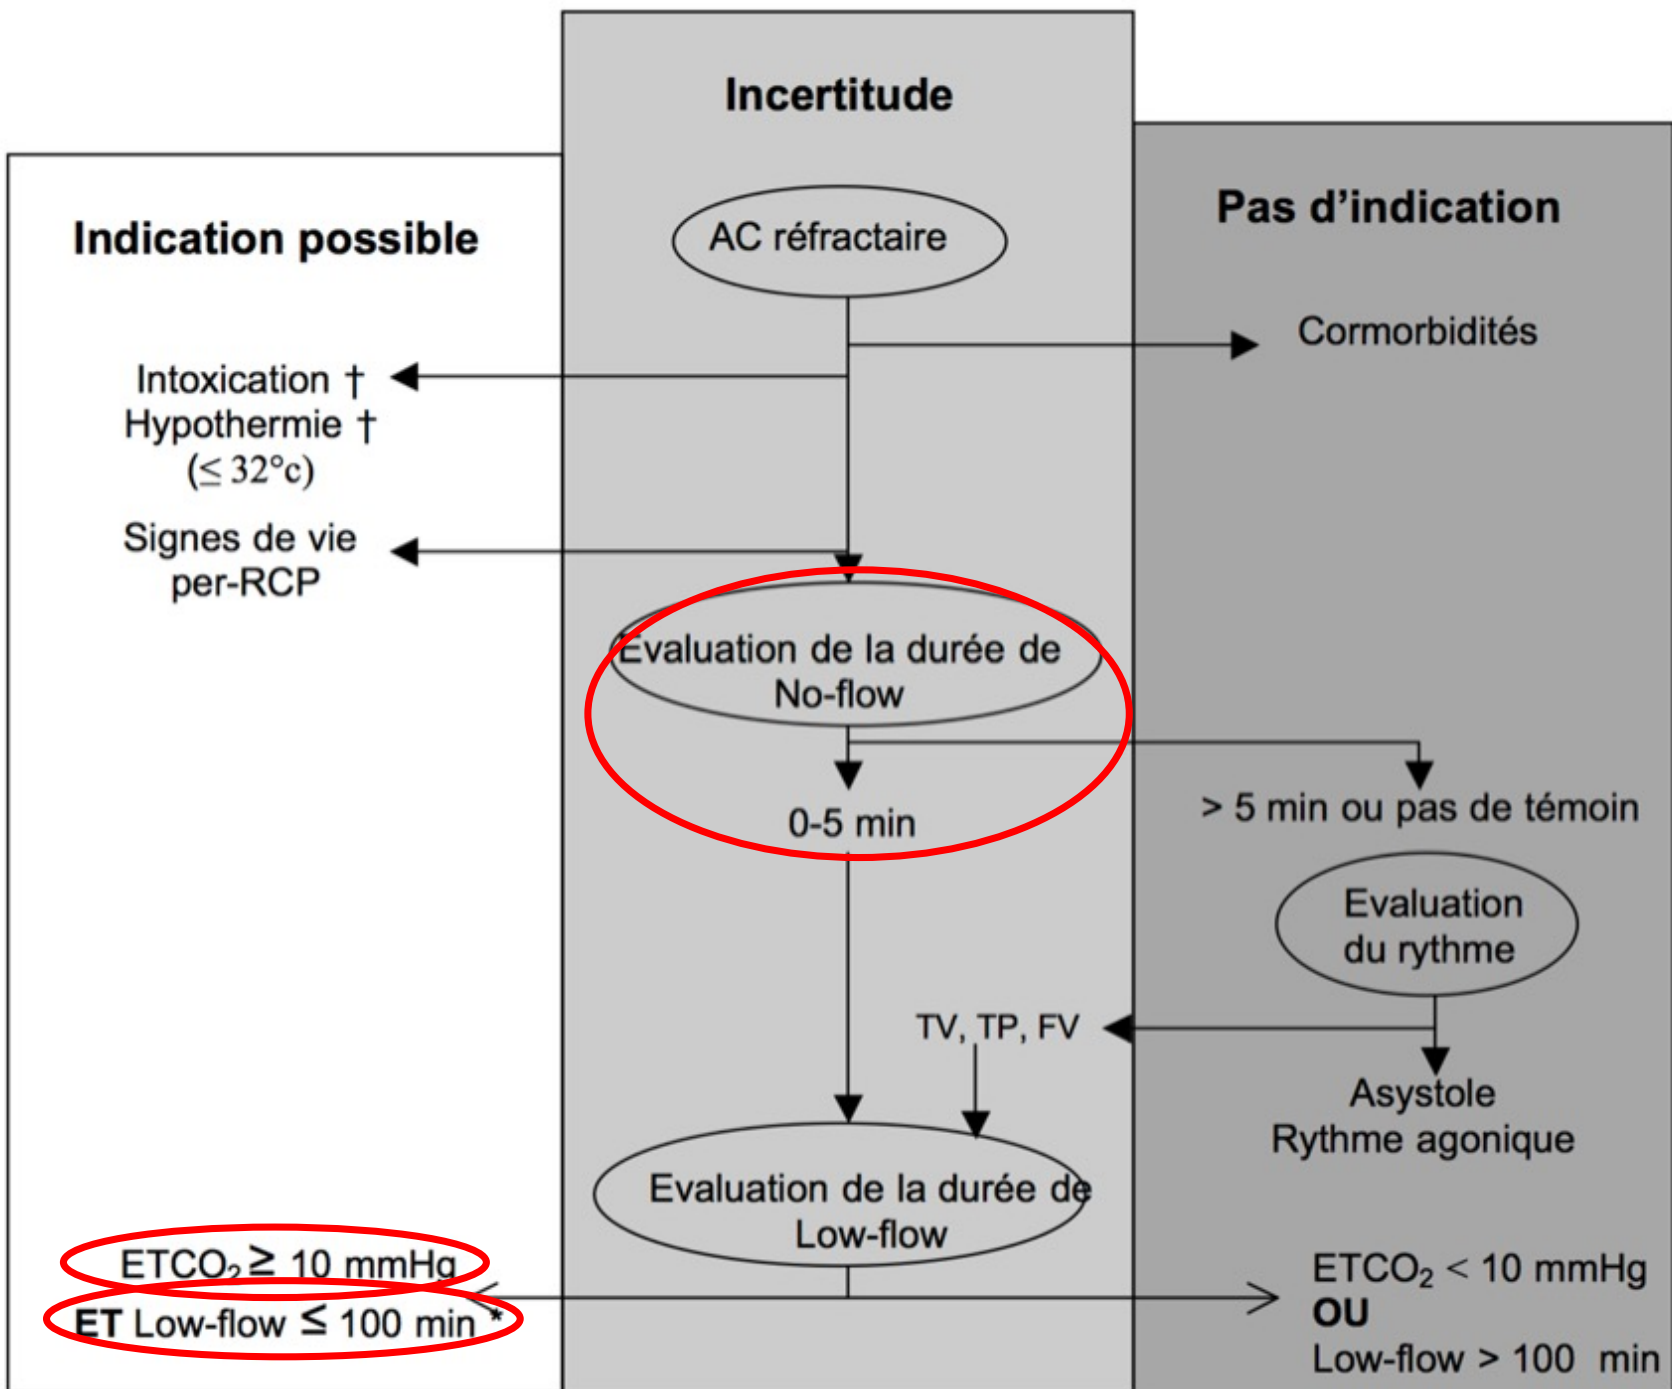 Incertitude
Pas d'indication
Indication possible
AC réfractaire
Cormorbidités
Intoxication †
Hypothermie †
(≤ 32°c)
Signes de vie
per-RCP
Evaluation de la durée de
No-flow
0-5 min
> 5 min ou pas de témoin
Evaluation
du rythme
TV, TP, FV
Asystole
Rythme agonique
Evaluation de la durée de
Low-flow
ETCO₂ ≥ 10 mmHg
ET Low-flow ≤ 100 min *
ETCO₂ < 10 mmHg
OU
Low-flow > 100 min